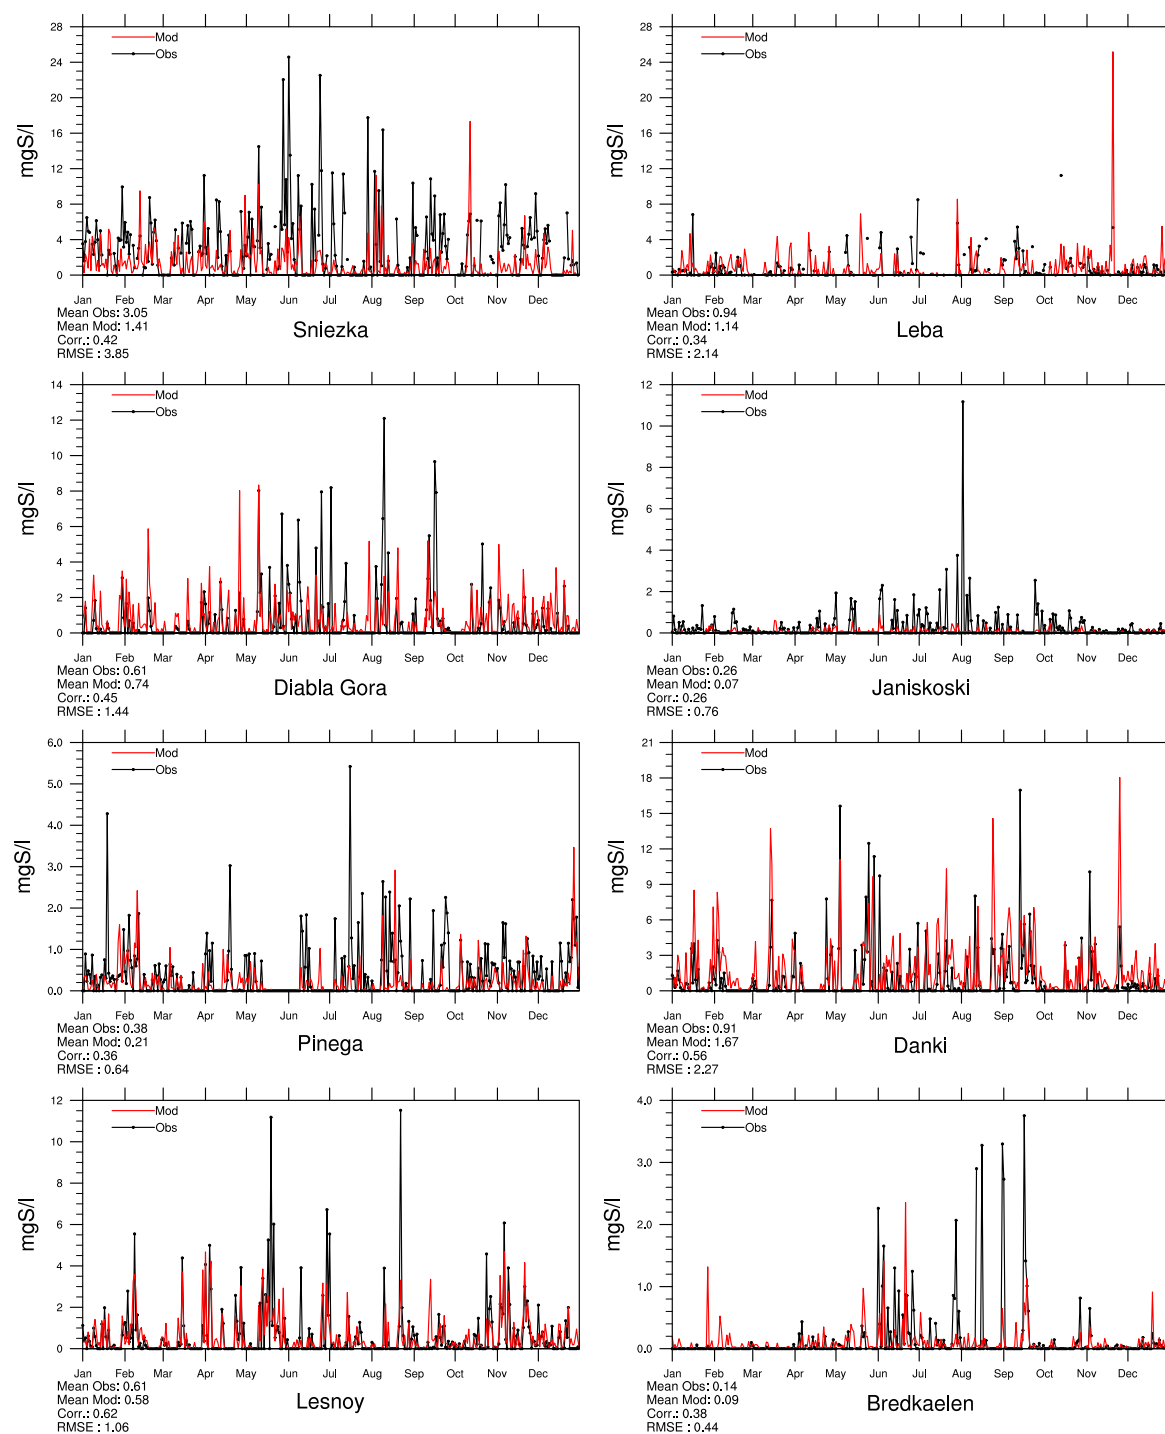 28
24
20
16
12
8
4
0
mgS/l
Mod
Obs
Jan Feb Mar Apr May Jun Jul Aug Sep Oct Nov Dec
Mean Obs: 3.05
Mean Mod: 1.41
Corr.: 0.42
RMSE : 3.85
Sniezka
28
24
20
16
12
8
4
0
mgS/l
Mod
Obs
Jan Feb Mar Apr May Jun Jul Aug Sep Oct Nov Dec
Mean Obs: 0.94
Mean Mod: 1.14
Corr.: 0.34
RMSE : 2.14
Leba
14
12
10
8
6
4
2
0
mgS/l
Mod
Obs
Jan Feb Mar Apr May Jun Jul Aug Sep Oct Nov Dec
Mean Obs: 0.61
Mean Mod: 0.74
Corr.: 0.45
RMSE : 1.44
Diabla Gora
12
10
8
6
4
2
0
mgS/l
Mod
Obs
Jan Feb Mar Apr May Jun Jul Aug Sep Oct Nov Dec
Mean Obs: 0.26
Mean Mod: 0.07
Corr.: 0.26
RMSE : 0.76
Janiskoski
6.0
5.0
4.0
3.0
2.0
1.0
0.0
mgS/l
Mod
Obs
Jan Feb Mar Apr May Jun Jul Aug Sep Oct Nov Dec
Mean Obs: 0.38
Mean Mod: 0.21
Corr.: 0.36
RMSE : 0.64
Pinega
21
18
15
12
9
6
3
0
mgS/l
Mod
Obs
Jan Feb Mar Apr May Jun Jul Aug Sep Oct Nov Dec
Mean Obs: 0.91
Mean Mod: 1.67
Corr.: 0.56
RMSE : 2.27
Danki
12
10
8
6
4
2
0
mgS/l
Mod
Obs
Jan Feb Mar Apr May Jun Jul Aug Sep Oct Nov Dec
Mean Obs: 0.61
Mean Mod: 0.58
Corr.: 0.62
RMSE : 1.06
Lesnoy
4.0
3.0
2.0
1.0
0.0
mgS/l
Mod
Obs
Jan Feb Mar Apr May Jun Jul Aug Sep Oct Nov Dec
Mean Obs: 0.14
Mean Mod: 0.09
Corr.: 0.38
RMSE : 0.44
Bredkaelen